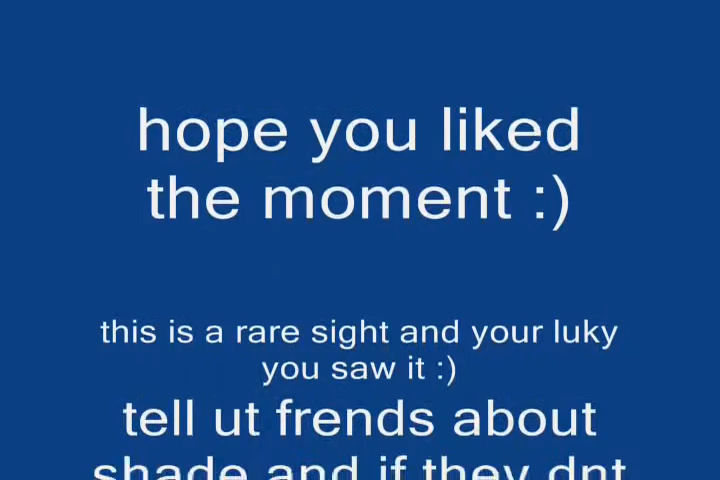 hope you liked
the moment :)
this is a rare sight and your luky
you saw it :)
tell ut frends about
shade and if they dnt